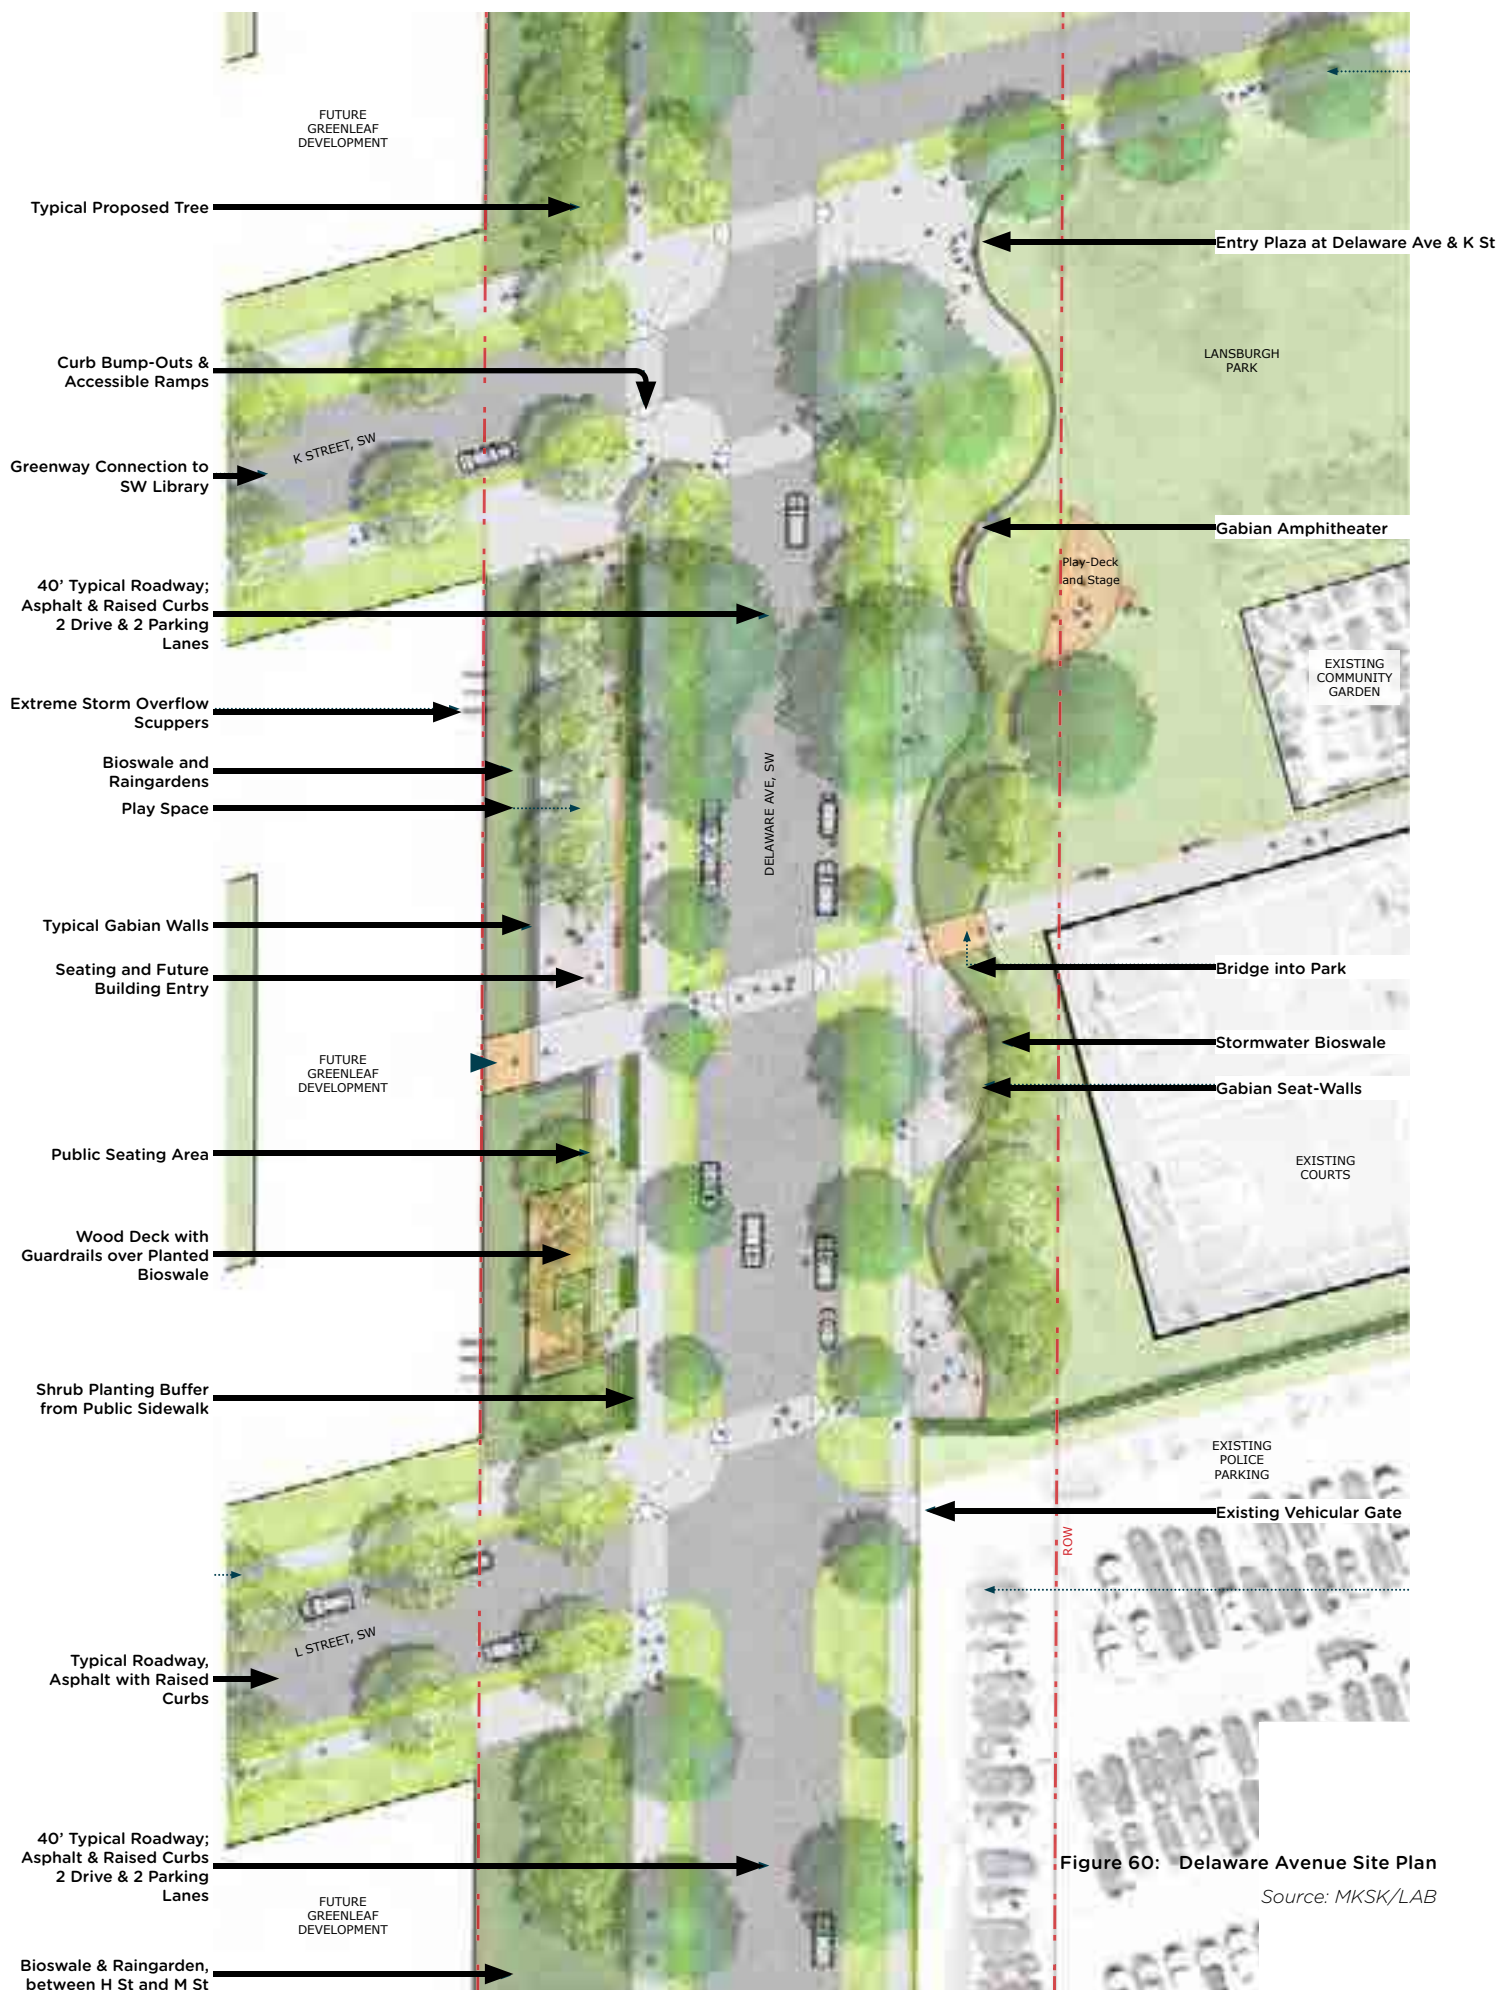 FUTURE
GREENLEAF
DEVELOPMENT
Typical Proposed Tree
Entry Plaza at Delaware Ave & K St
Curb Bump-Outs &
Accessible Ramps
LANSBURGH
PARK
K STREET, SW
Greenway Connection to
SW Library
Gabian Amphitheater
Play-Deck
and Stage
40' Typical Roadway;
Asphalt & Raised Curbs
2 Drive & 2 Parking
Lanes
EXISTING
COMMUNITY
GARDEN
Extreme Storm Overflow
Scuppers
Bioswale and
Raingardens
Play Space
DELAWARE AVE, SW
Typical Gabian Walls
Seating and Future
Building Entry
Bridge into Park
Stormwater Bioswale
FUTURE
GREENLEAF
DEVELOPMENT
Gabian Seat-Walls
Public Seating Area
EXISTING
COURTS
Wood Deck with
Guardrails over Planted
Bioswale
Shrub Planting Buffer
from Public Sidewalk
EXISTING
POLICE
PARKING
Existing Vehicular Gate
ROW
L STREET, SW
Typical Roadway,
Asphalt with Raised
Curbs
40' Typical Roadway;
Asphalt & Raised Curbs
2 Drive & 2 Parking
Lanes
Figure 60: Delaware Avenue Site Plan
Source: MKSK/LAB
FUTURE
GREENLEAF
DEVELOPMENT
Bioswale & Raingarden,
between H St and M St